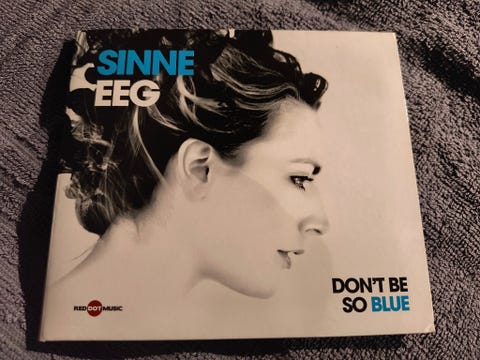 SINNE
EEG
DON'T BE
SO BLUE
RED DOT MUSIC